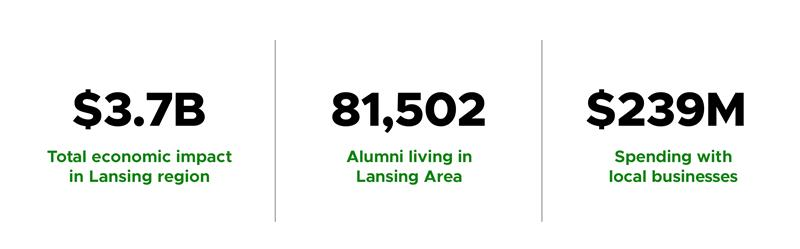 $3.7B
Total economic impact
in Lansing region
81,502
Alumni living in
Lansing Area
$239M
Spending with
local businesses